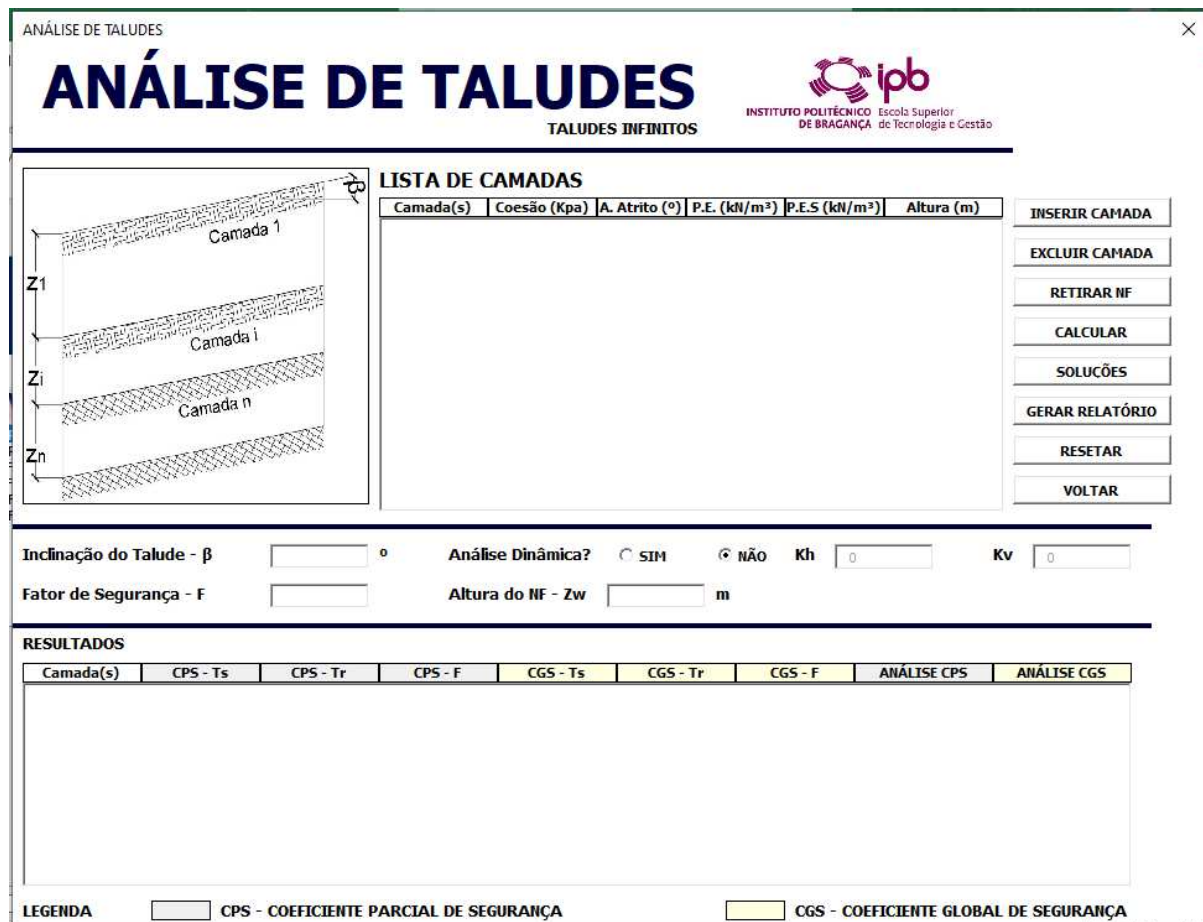 ANÁLISE DE TALUDES
ANÁLISE DE TALUDES
TALUDES INFINITOS
ipb
INSTITUTO POLITÉCNICO Escola Superior
DE BRAGANÇA de Tecnologia e Gestão
β
Camada 1
Z1
Camada i
Zi
Camada n
Zn
LISTA DE CAMADAS
Camada(s) Coesão (Kpa) A. Atrito (º) P.E. (kN/m³) P.E.S (kN/m³) Altura (m)
INSERIR CAMADA
EXCLUIR CAMADA
RETIRAR NF
CALCULAR
SOLUÇÕES
GERAR RELATÓRIO
RESETAR
VOLTAR
Inclinação do Talude - β º Análise Dinâmica? SIM NÃO Kh 0 Kv 0
Fator de Segurança - F Altura do NF - Zw m
RESULTADOS
Camada(s) CPS - Ts CPS - Tr CPS - F CGS - Ts CGS - Tr CGS - F ANÁLISE CPS ANÁLISE CGS
LEGENDA CPS - COEFICIENTE PARCIAL DE SEGURANÇA CGS - COEFICIENTE GLOBAL DE SEGURANÇA